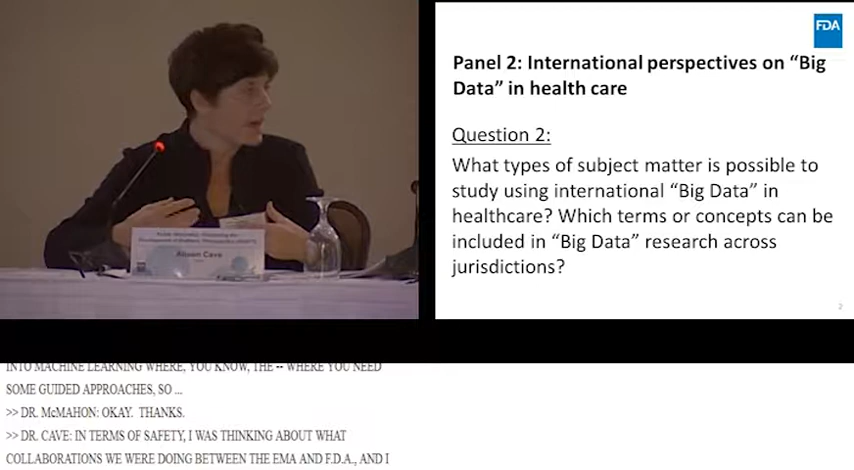 FDA
Panel 2: International perspectives on “Big
Data” in health care
Question 2:
What types of subject matter is possible to
study using international “Big Data” in
healthcare? Which terms or concepts can be
included in “Big Data” research across
jurisdictions?
2
Alison Cave
INTO MACHINE LEARNING WHERE, YOU KNOW, THE -- WHERE YOU NEED
SOME GUIDED APPROACHES, SO ...
>> DR. McMAHON: OKAY. THANKS.
>> DR. CAVE: IN TERMS OF SAFETY, I WAS THINKING ABOUT WHAT
COLLABORATIONS WE WERE DOING BETWEEN THE EMA AND F.D.A., AND I